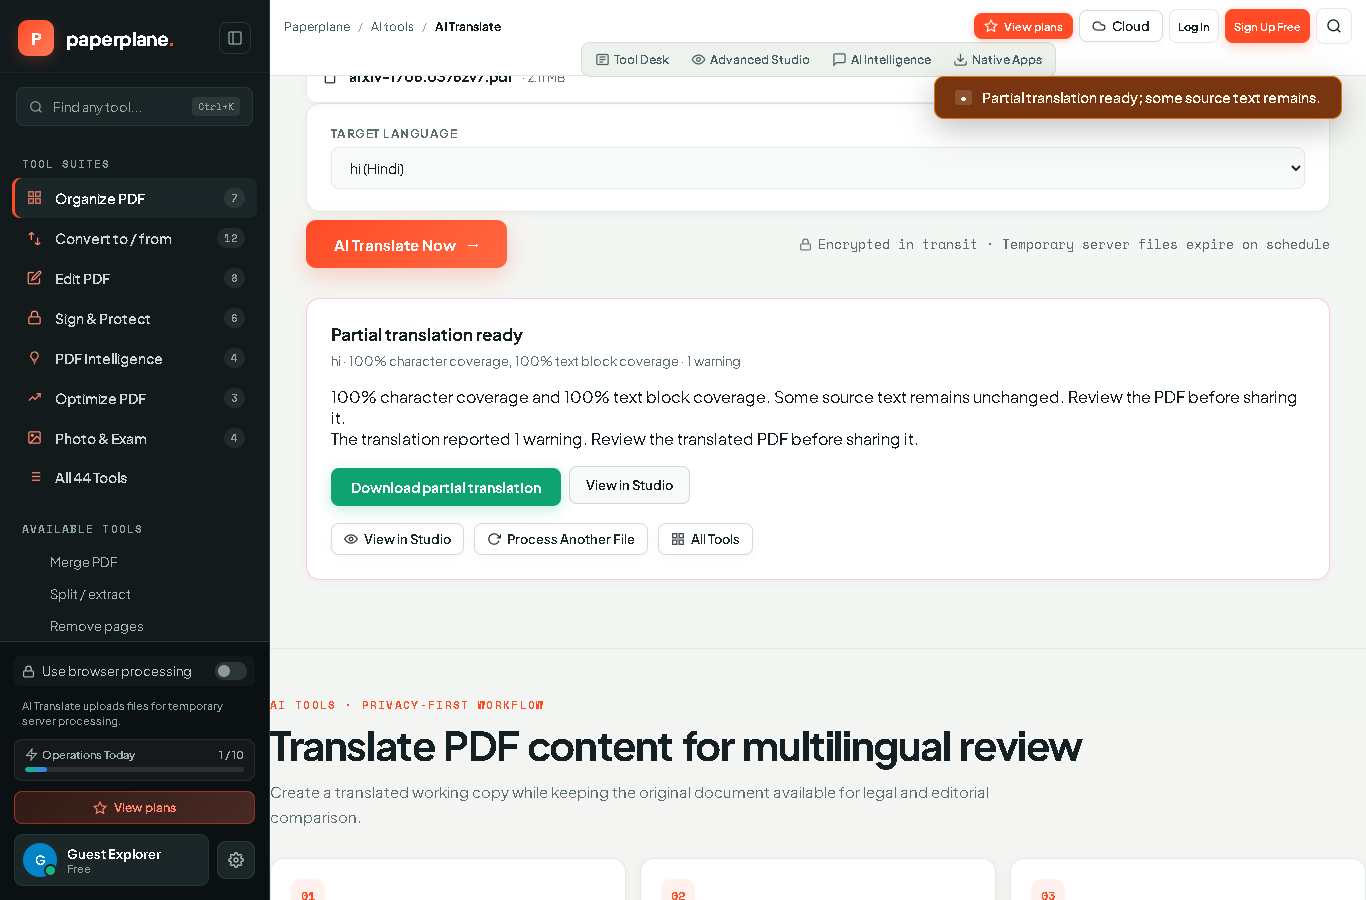 P paperplane.
Find any tool... Ctrl+K
TOOL SUITES
Organize PDF 7
Convert to / from 12
Edit PDF 8
Sign & Protect 6
PDF Intelligence 4
Optimize PDF 3
Photo & Exam 4
All 44 Tools
AVAILABLE TOOLS
Merge PDF
Split / extract
Remove pages
Use browser processing
AI Translate uploads files for temporary
server processing.
Operations Today 1 / 10
View plans
G Guest Explorer
Free
Paperplane / AI tools / AI Translate
View plans Cloud Log In Sign Up Free
Tool Desk Advanced Studio AI Intelligence Native Apps
arxiv-1706.03762v7.pdf · 2.11 MB
Partial translation ready; some source text remains.
TARGET LANGUAGE
hi (Hindi)
AI Translate Now →
Encrypted in transit · Temporary server files expire on schedule
Partial translation ready
hi · 100% character coverage, 100% text block coverage · 1 warning
100% character coverage and 100% text block coverage. Some source text remains unchanged. Review the PDF before sharing
it.
The translation reported 1 warning. Review the translated PDF before sharing it.
Download partial translation View in Studio
View in Studio Process Another File All Tools
AI TOOLS · PRIVACY-FIRST WORKFLOW
Translate PDF content for multilingual review
Create a translated working copy while keeping the original document available for legal and editorial
comparison.
01 02 03